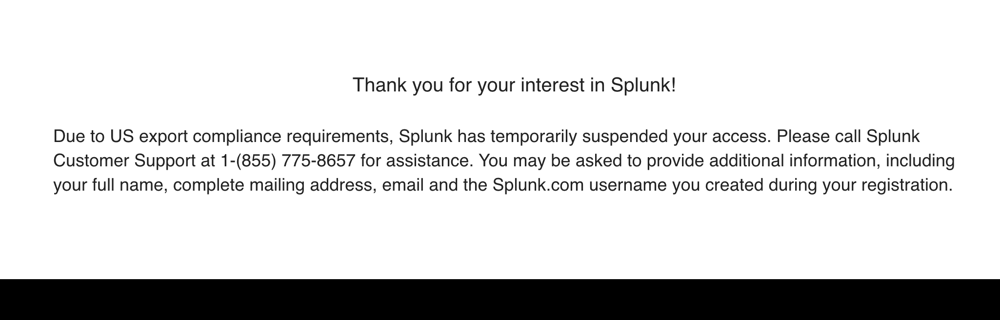 Thank you for your interest in Splunk!
Due to US export compliance requirements, Splunk has temporarily suspended your access. Please call Splunk
Customer Support at 1-(855) 775-8657 for assistance. You may be asked to provide additional information, including
your full name, complete mailing address, email and the Splunk.com username you created during your registration.